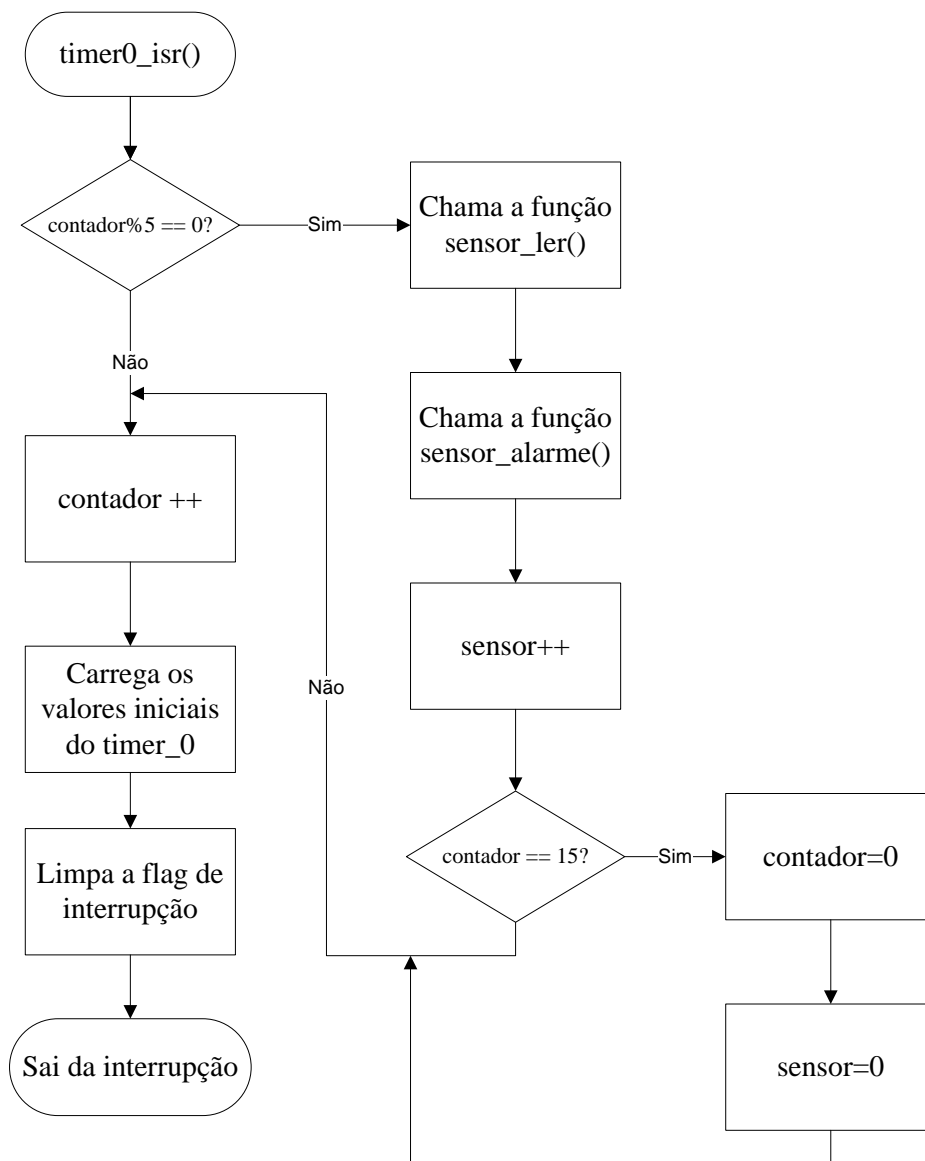 timer0_isr()
contador%5 == 0?
Sim
Chama a função
sensor_ler()
Não
Chama a função
sensor_alarme()
contador ++
sensor++
Carrega os
valores iniciais
do timer_0
Não
Limpa a flag de
interrupção
contador == 15?
Sim
contador=0
Sai da interrupção
sensor=0